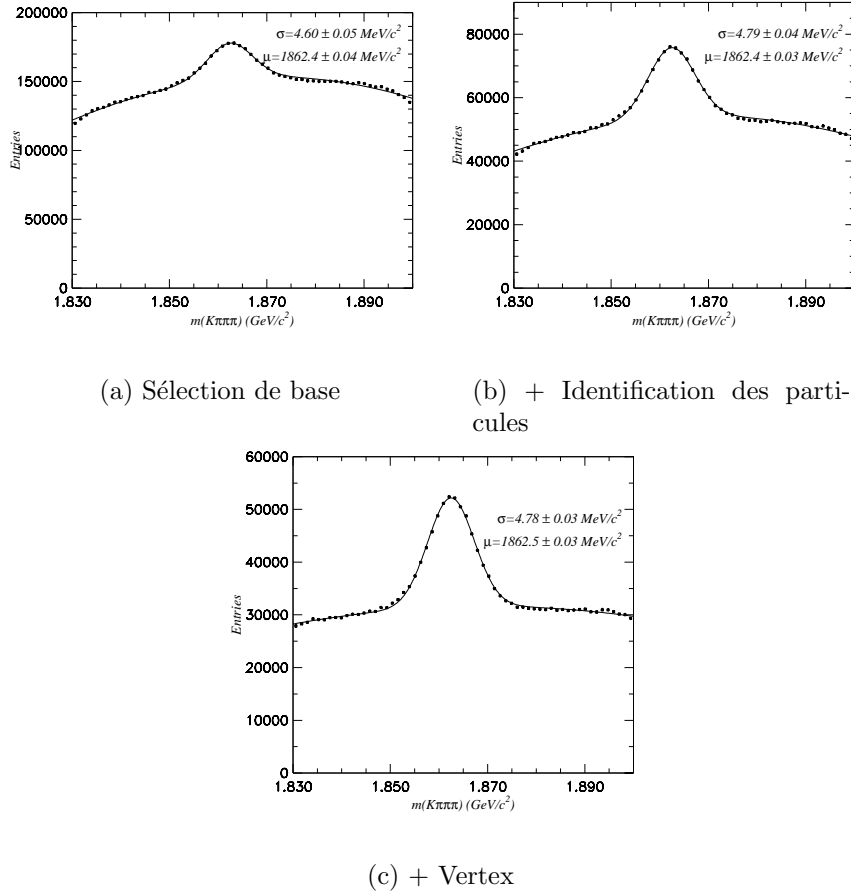 200000
150000
100000
50000
0
Entries
σ=4.60 ± 0.05 MeV/c²
μ=1862.4 ± 0.04 MeV/c²
1.830 1.850 1.870 1.890
m(Kπππ) (GeV/c²)
(a) Sélection de base
80000
60000
40000
20000
0
Entries
σ=4.79 ± 0.04 MeV/c²
μ=1862.4 ± 0.03 MeV/c²
1.830 1.850 1.870 1.890
m(Kπππ) (GeV/c²)
(b) + Identification des parti-
cules
60000
50000
40000
30000
20000
10000
0
Entries
σ=4.78 ± 0.03 MeV/c²
μ=1862.5 ± 0.03 MeV/c²
1.830 1.850 1.870 1.890
m(Kπππ) (GeV/c²)
(c) + Vertex